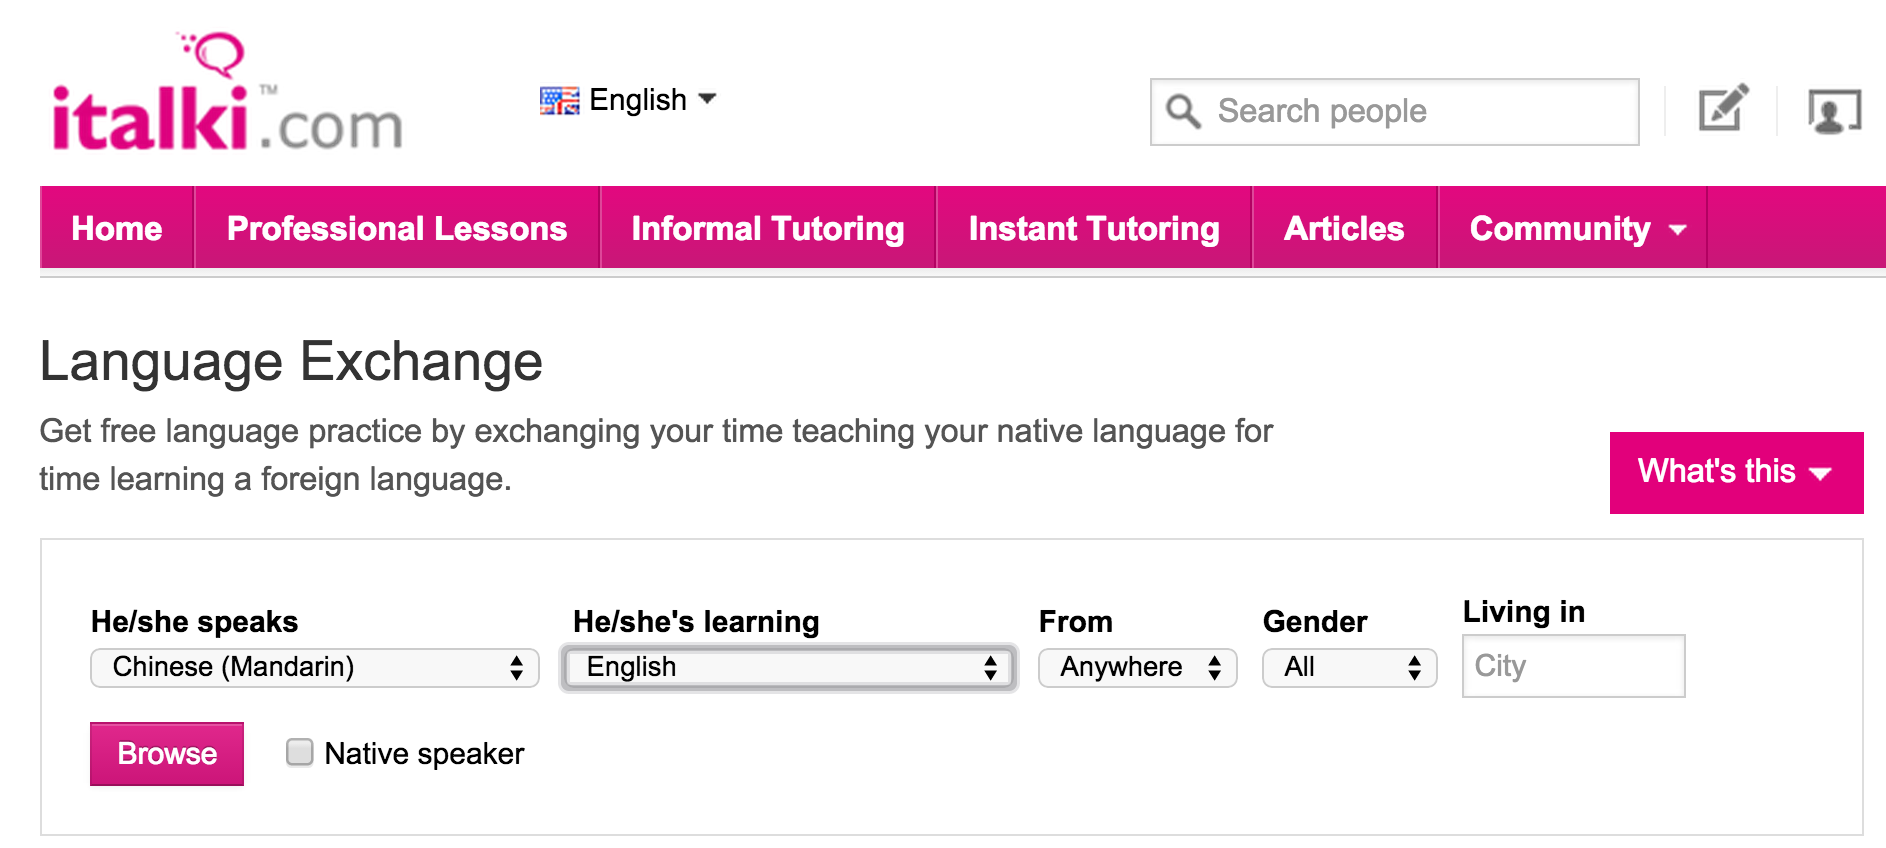 italki™.com
English
Search people
Home Professional Lessons Informal Tutoring Instant Tutoring Articles Community
Language Exchange
Get free language practice by exchanging your time teaching your native language for
time learning a foreign language.
What's this
He/she speaks He/she's learning From Gender Living in
Chinese (Mandarin) English Anywhere All City
Browse Native speaker